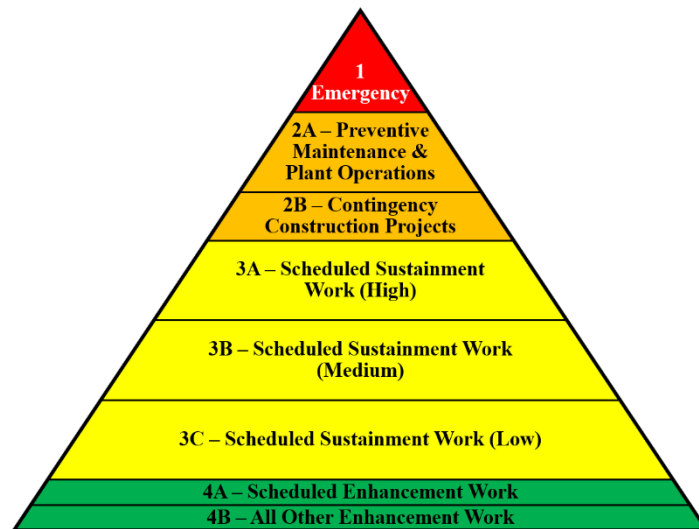 1
Emergency
2A – Preventive
Maintenance &
Plant Operations
2B – Contingency
Construction Projects
3A – Scheduled Sustainment
Work (High)
3B – Scheduled Sustainment Work
(Medium)
3C – Scheduled Sustainment Work (Low)
4A – Scheduled Enhancement Work
4B – All Other Enhancement Work